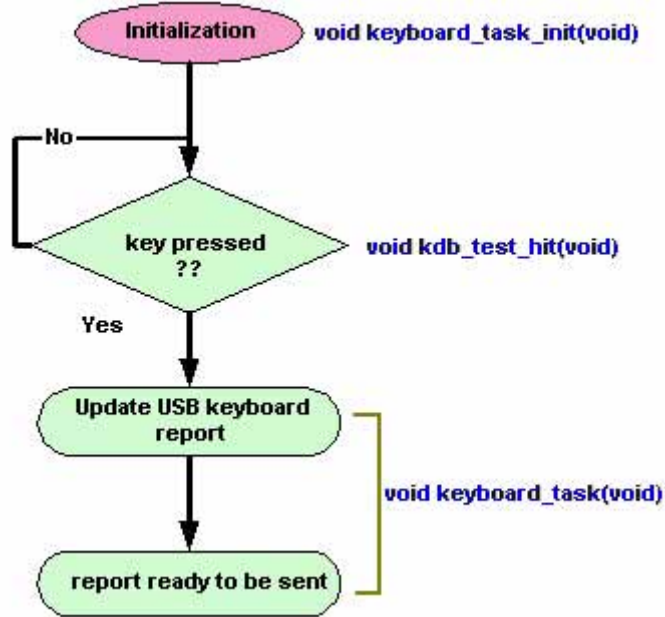 Initialization
void keyboard_task_init(void)
No
key pressed
??
void kdb_test_hit(void)
Yes
Update USB keyboard
report
void keyboard_task(void)
report ready to be sent